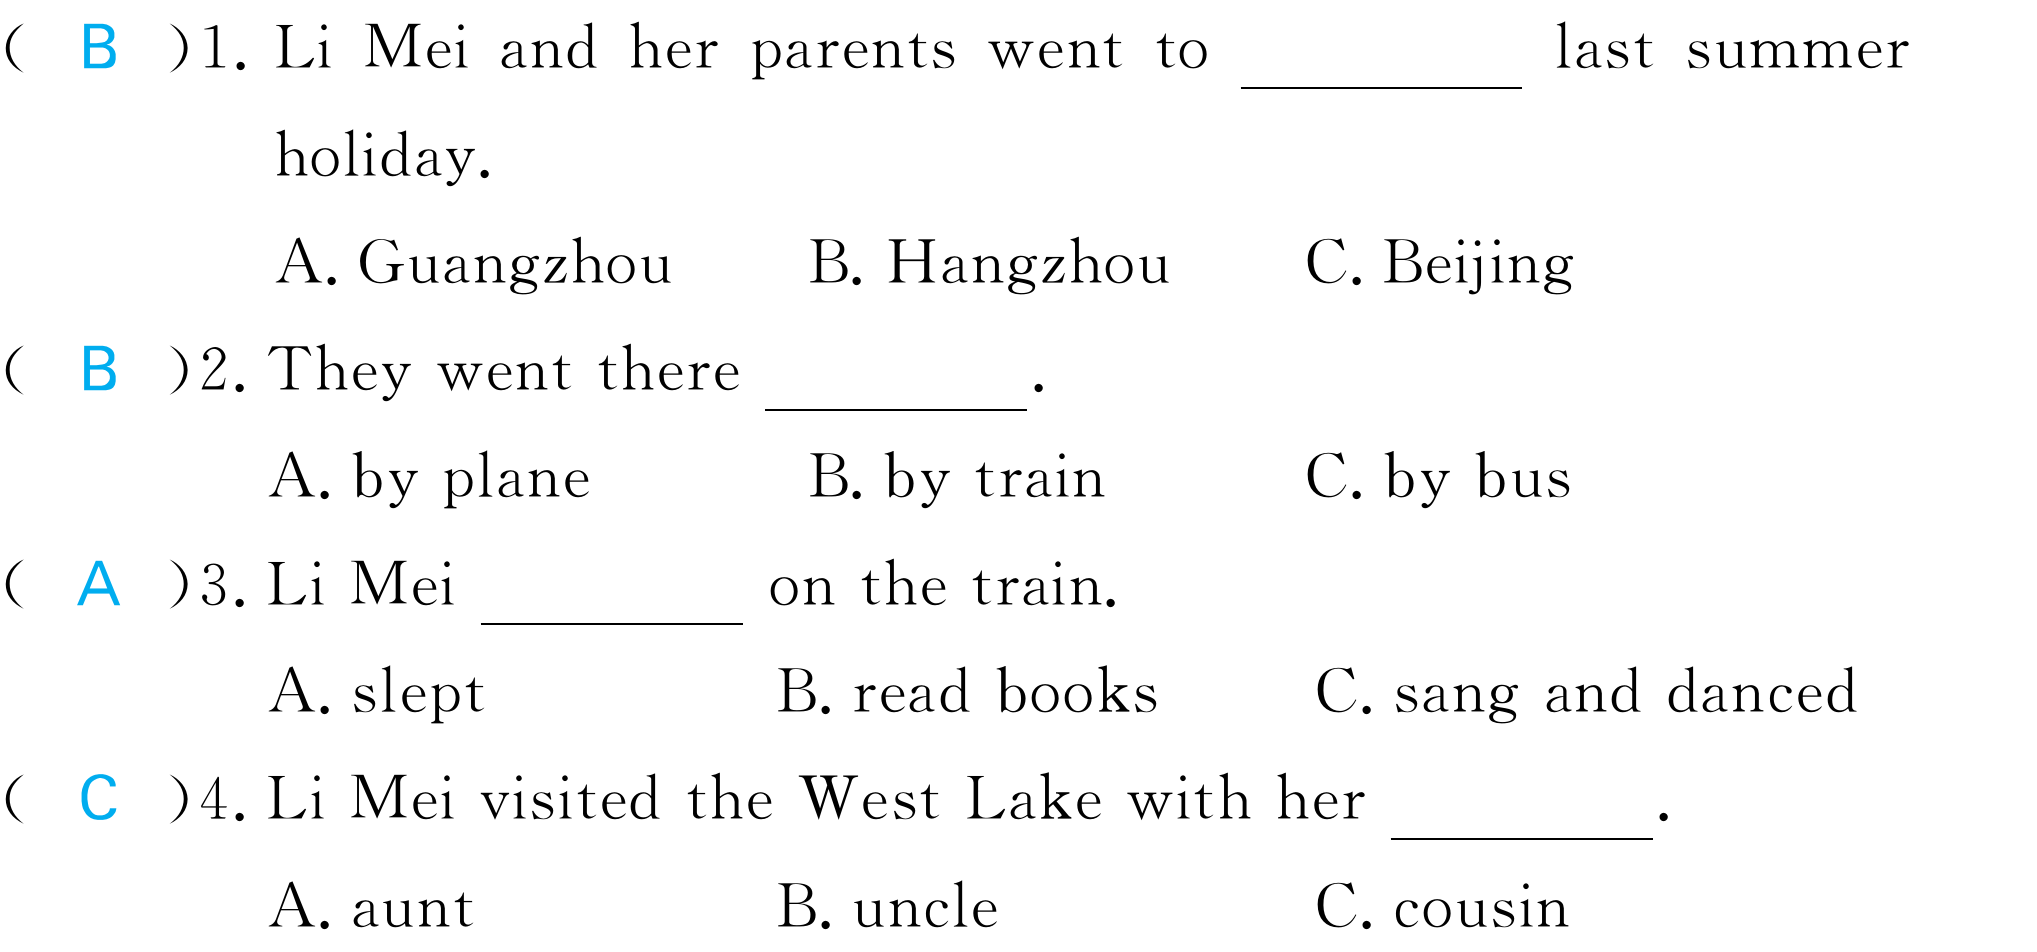 ( B )1. Li Mei and her parents went to ________ last summer
holiday.
A. Guangzhou B. Hangzhou C. Beijing
( B )2. They went there ________.
A. by plane B. by train C. by bus
( A )3. Li Mei ________ on the train.
A. slept B. read books C. sang and danced
( C )4. Li Mei visited the West Lake with her ________.
A. aunt B. uncle C. cousin